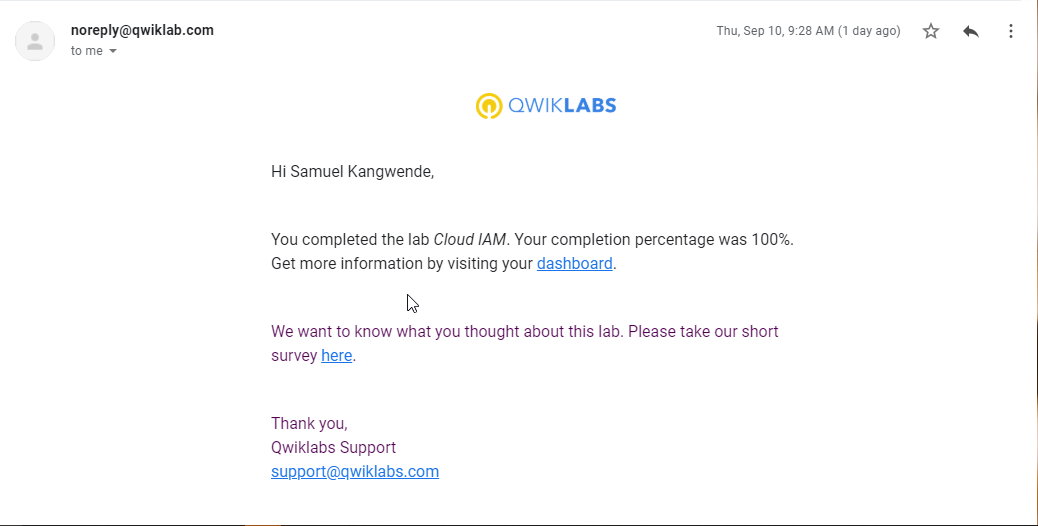 noreply@qwiklab.com
Thu, Sep 10, 9:28 AM (1 day ago)
to me
QWIKLABS
Hi Samuel Kangwende,
You completed the lab Cloud IAM. Your completion percentage was 100%.
Get more information by visiting your dashboard.
We want to know what you thought about this lab. Please take our short
survey here.
Thank you,
Qwiklabs Support
support@qwiklabs.com